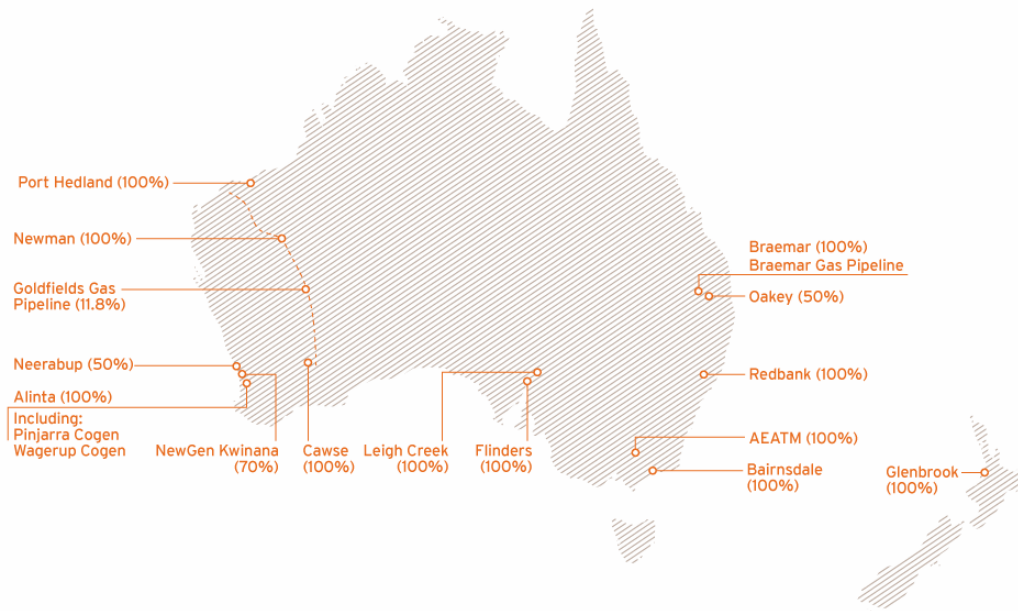 Port Hedland (100%)
Newman (100%)
Goldfields Gas
Pipeline (11.8%)
Neerabup (50%)
Alinta (100%)
Including:
Pinjarra Cogen
Wagerup Cogen
NewGen Kwinana
(70%)
Cawse
(100%)
Leigh Creek
(100%)
Flinders
(100%)
Braemar (100%)
Braemar Gas Pipeline
Oakey (50%)
Redbank (100%)
AEATM (100%)
Bairnsdale
(100%)
Glenbrook
(100%)